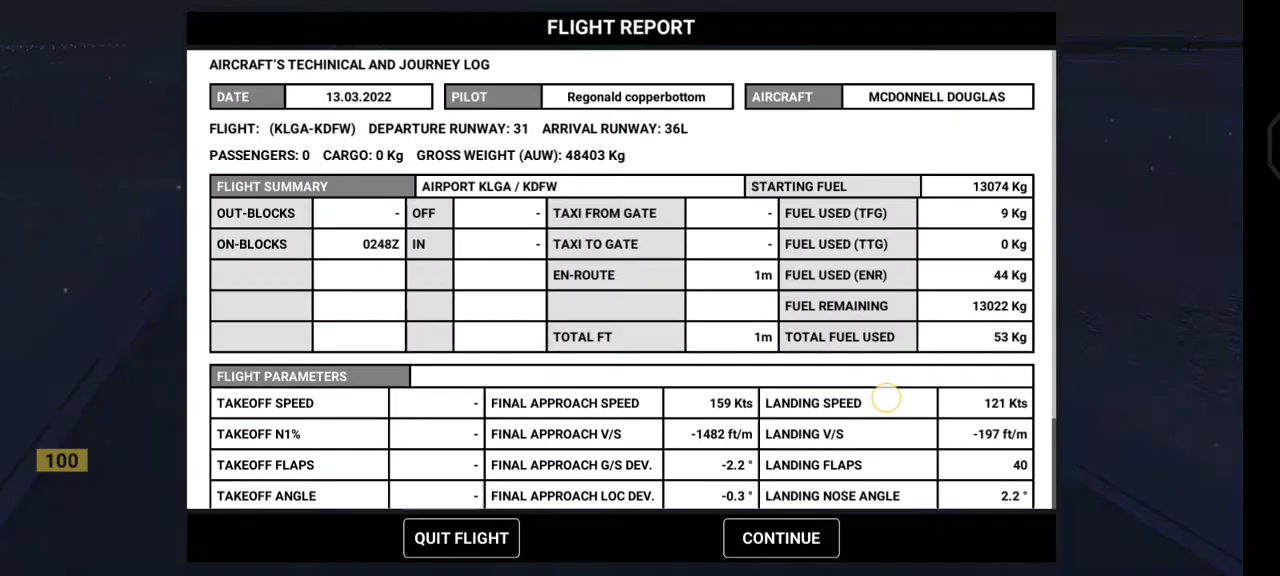 FLIGHT REPORT
AIRCRAFT'S TECHINICAL AND JOURNEY LOG
DATE 13.03.2022 PILOT Regonald copperbottom AIRCRAFT MCDONNELL DOUGLAS
FLIGHT: (KLGA-KDFW) DEPARTURE RUNWAY: 31 ARRIVAL RUNWAY: 36L
PASSENGERS: 0 CARGO: 0 Kg GROSS WEIGHT (AUW): 48403 Kg
FLIGHT SUMMARY AIRPORT KLGA / KDFW STARTING FUEL 13074 Kg
OUT-BLOCKS - OFF - TAXI FROM GATE - FUEL USED (TFG) 9 Kg
ON-BLOCKS 0248Z IN - TAXI TO GATE - FUEL USED (TTG) 0 Kg
EN-ROUTE 1m FUEL USED (ENR) 44 Kg
FUEL REMAINING 13022 Kg
TOTAL FT 1m TOTAL FUEL USED 53 Kg
FLIGHT PARAMETERS
TAKEOFF SPEED - FINAL APPROACH SPEED 159 Kts LANDING SPEED 121 Kts
TAKEOFF N1% - FINAL APPROACH V/S -1482 ft/m LANDING V/S -197 ft/m
TAKEOFF FLAPS - FINAL APPROACH G/S DEV. -2.2 ° LANDING FLAPS 40
TAKEOFF ANGLE - FINAL APPROACH LOC DEV. -0.3 ° LANDING NOSE ANGLE 2.2 °
100
QUIT FLIGHT CONTINUE